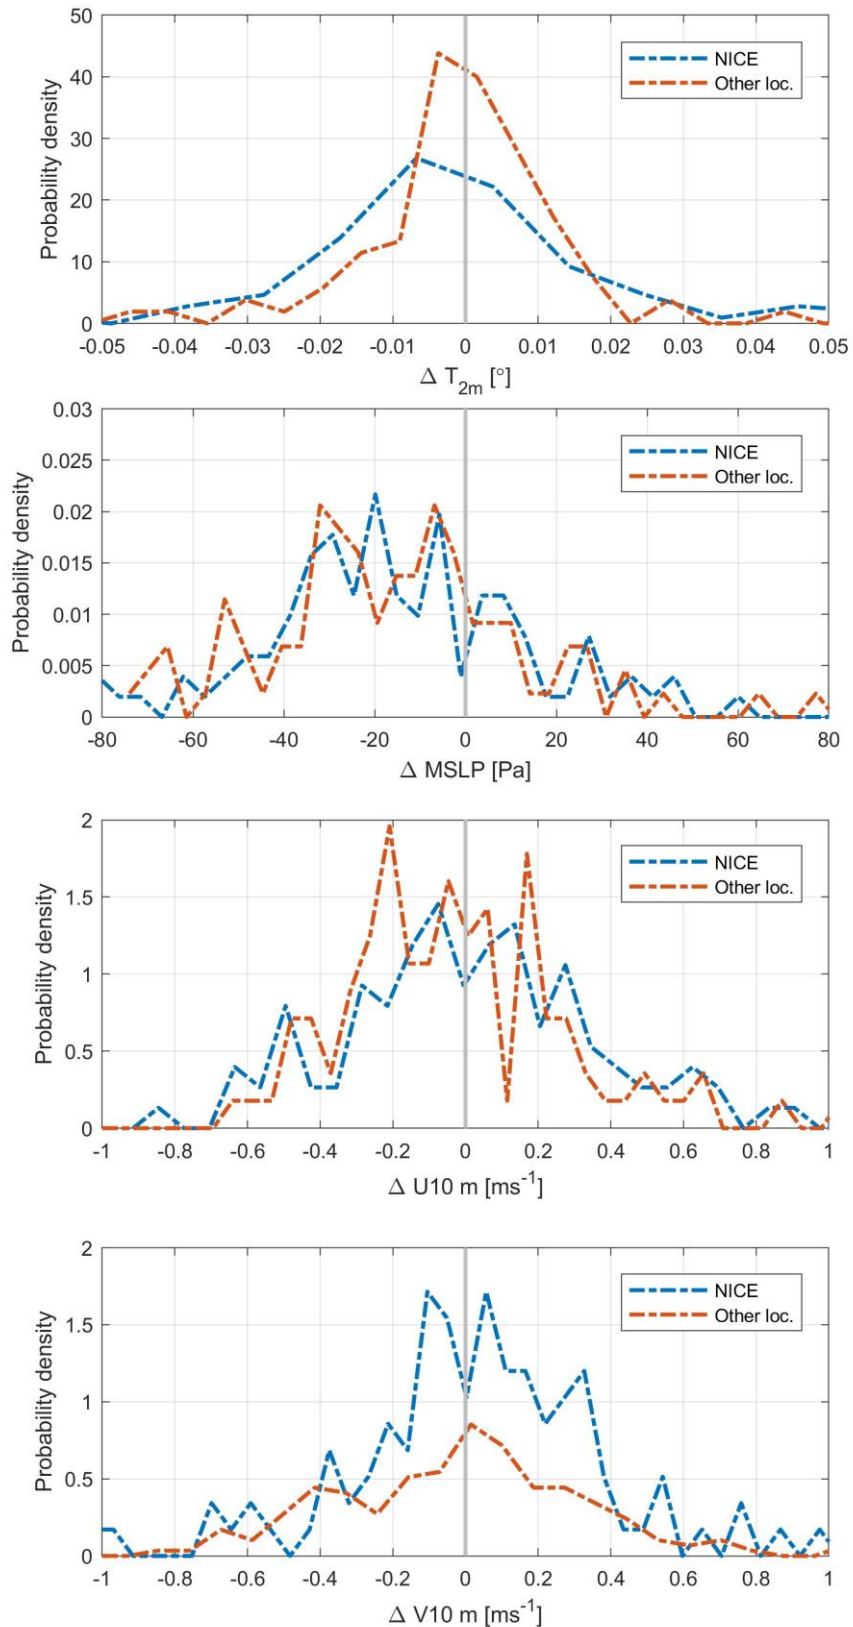 50
40
30
20
10
0
Probability density
NICE
Other loc.
-0.05 -0.04 -0.03 -0.02 -0.01 0 0.01 0.02 0.03 0.04 0.05
Δ T2m [°]
0.03
0.025
0.02
0.015
0.01
0.005
0
Probability density
NICE
Other loc.
-80 -60 -40 -20 0 20 40 60 80
Δ MSLP [Pa]
2
1.5
1
0.5
0
Probability density
NICE
Other loc.
-1 -0.8 -0.6 -0.4 -0.2 0 0.2 0.4 0.6 0.8 1
Δ U10 m [ms-1]
2
1.5
1
0.5
0
Probability density
NICE
Other loc.
-1 -0.8 -0.6 -0.4 -0.2 0 0.2 0.4 0.6 0.8 1
Δ V10 m [ms-1]